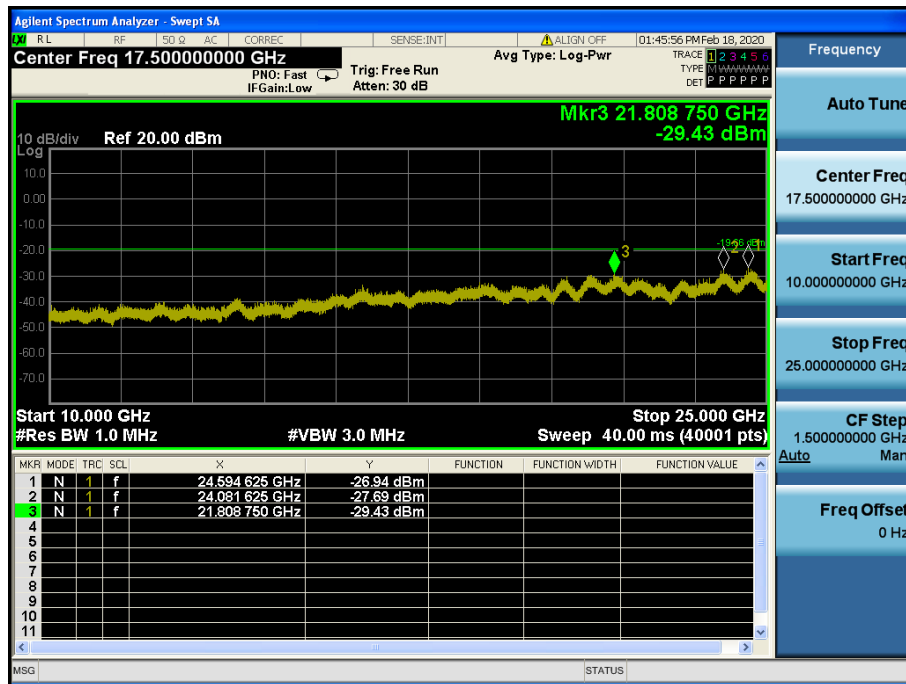 Agilent Spectrum Analyzer - Swept SA
LXI RL RF 50 Ω AC CORREC SENSE:INT ALIGN OFF 01:45:56 PM Feb 18, 2020
Center Freq 17.500000000 GHz
PNO: Fast
IFGain:Low
Trig: Free Run
Atten: 30 dB
Avg Type: Log-Pwr
TRACE 1 2 3 4 5 6
TYPE MWWWWW
DET P P P P P P
Mkr3 21.808 750 GHz
-29.43 dBm
10 dB/div Ref 20.00 dBm
Log
10.0
0.00
-10.0
-20.0
-30.0
-40.0
-50.0
-60.0
-70.0
-19.66 dBm
3
2
1
Start 10.000 GHz Stop 25.000 GHz
#Res BW 1.0 MHz #VBW 3.0 MHz Sweep 40.00 ms (40001 pts)
MKR MODE TRC SCL X Y FUNCTION FUNCTION WIDTH FUNCTION VALUE
1 N 1 f 24.594 625 GHz -26.94 dBm
2 N 1 f 24.081 625 GHz -27.69 dBm
3 N 1 f 21.808 750 GHz -29.43 dBm
4
5
6
7
8
9
10
11
MSG STATUS
Frequency
Auto Tune
Center Freq
17.500000000 GHz
Start Freq
10.000000000 GHz
Stop Freq
25.000000000 GHz
CF Step
1.500000000 GHz
Auto Man
Freq Offset
0 Hz